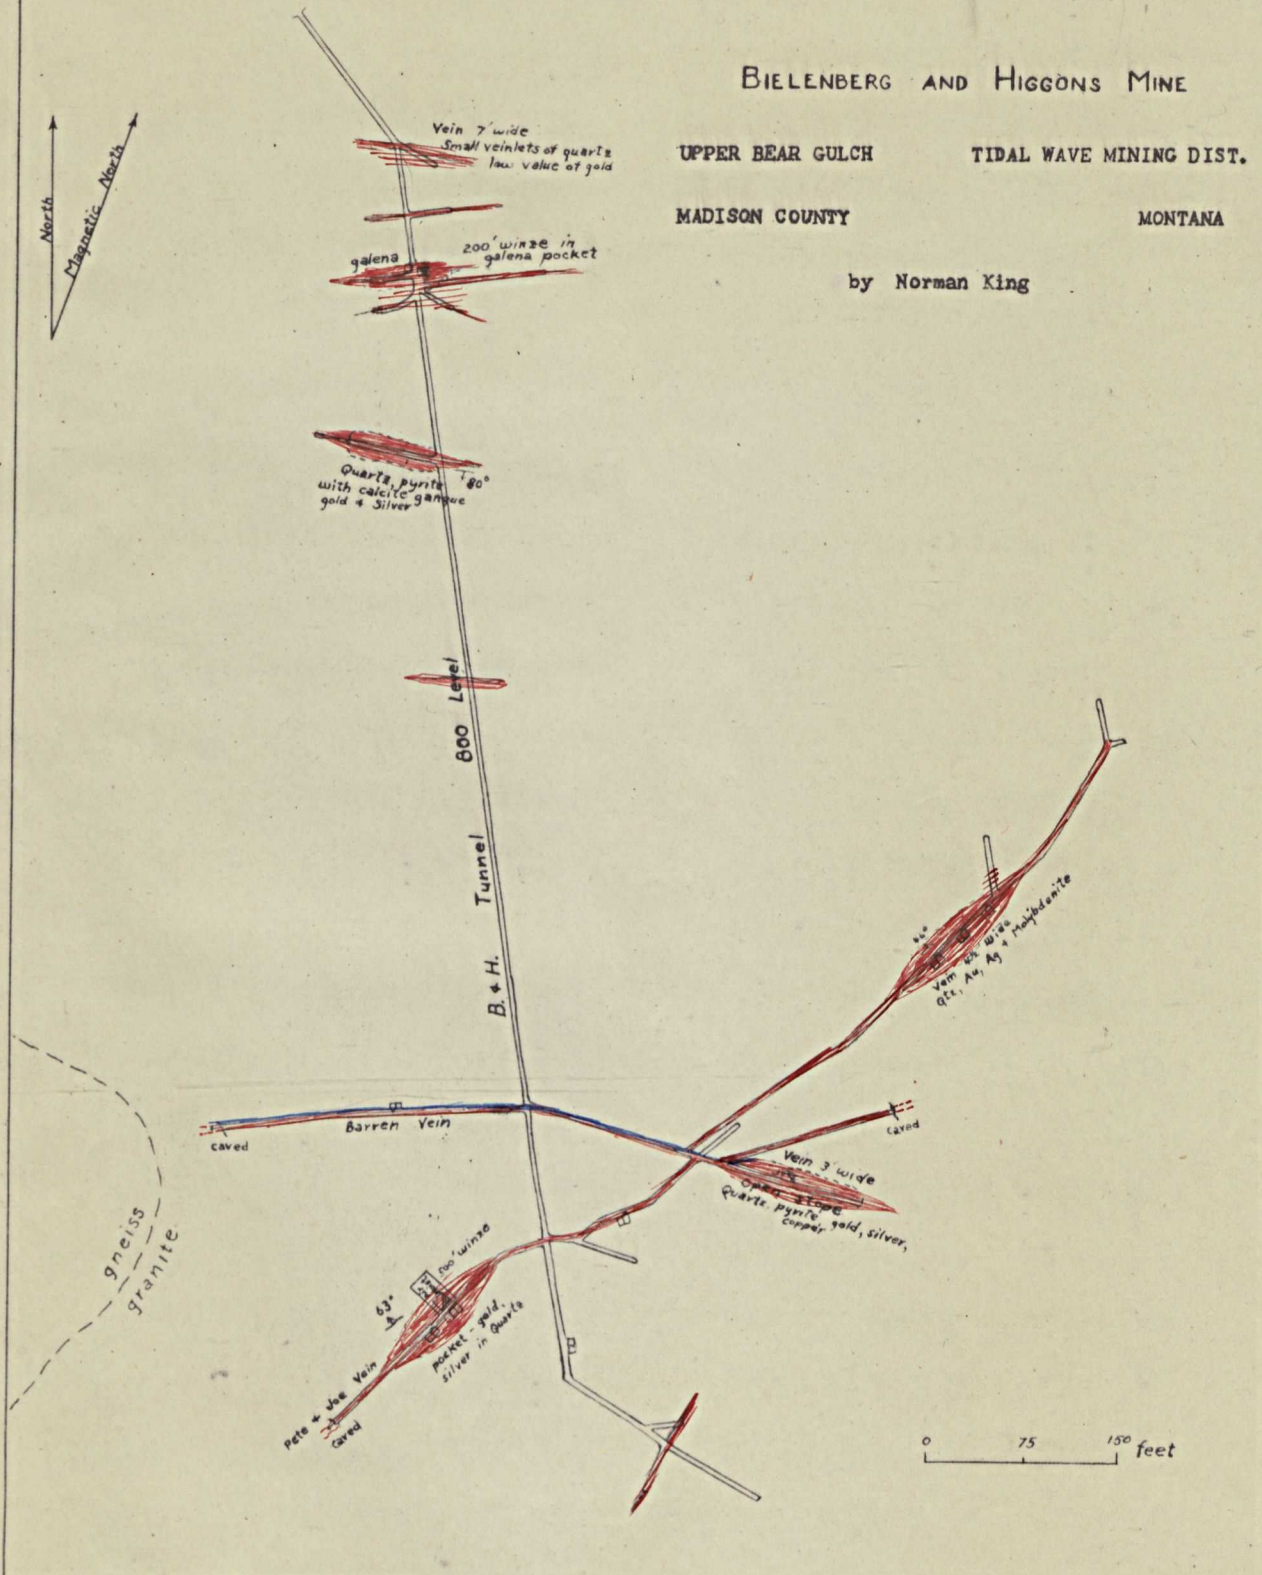 BIELENBERG AND HIGGONS MINE
UPPER BEAR GULCH TIDAL WAVE MINING DIST.
MADISON COUNTY MONTANA
by Norman King
North
Magnetic North
Vein 7' wide
Small veinlets of quartz
low value of gold
galena
200' winze in
galena pocket
80°
Quartz, pyrite
with calcite gangue
gold & Silver
B. & H. Tunnel 800 Level
Vein wide
Qtz, Au, Ag & Molybdenite
Barren Vein
caved
caved
Vein 3' wide
Open stope
Quartz, pyrite gold, silver,
copper
gneiss
granite
500' winze
63°
pocket - gold,
silver in Quartz
Pete & Joe Vein
caved
0 75 150 feet